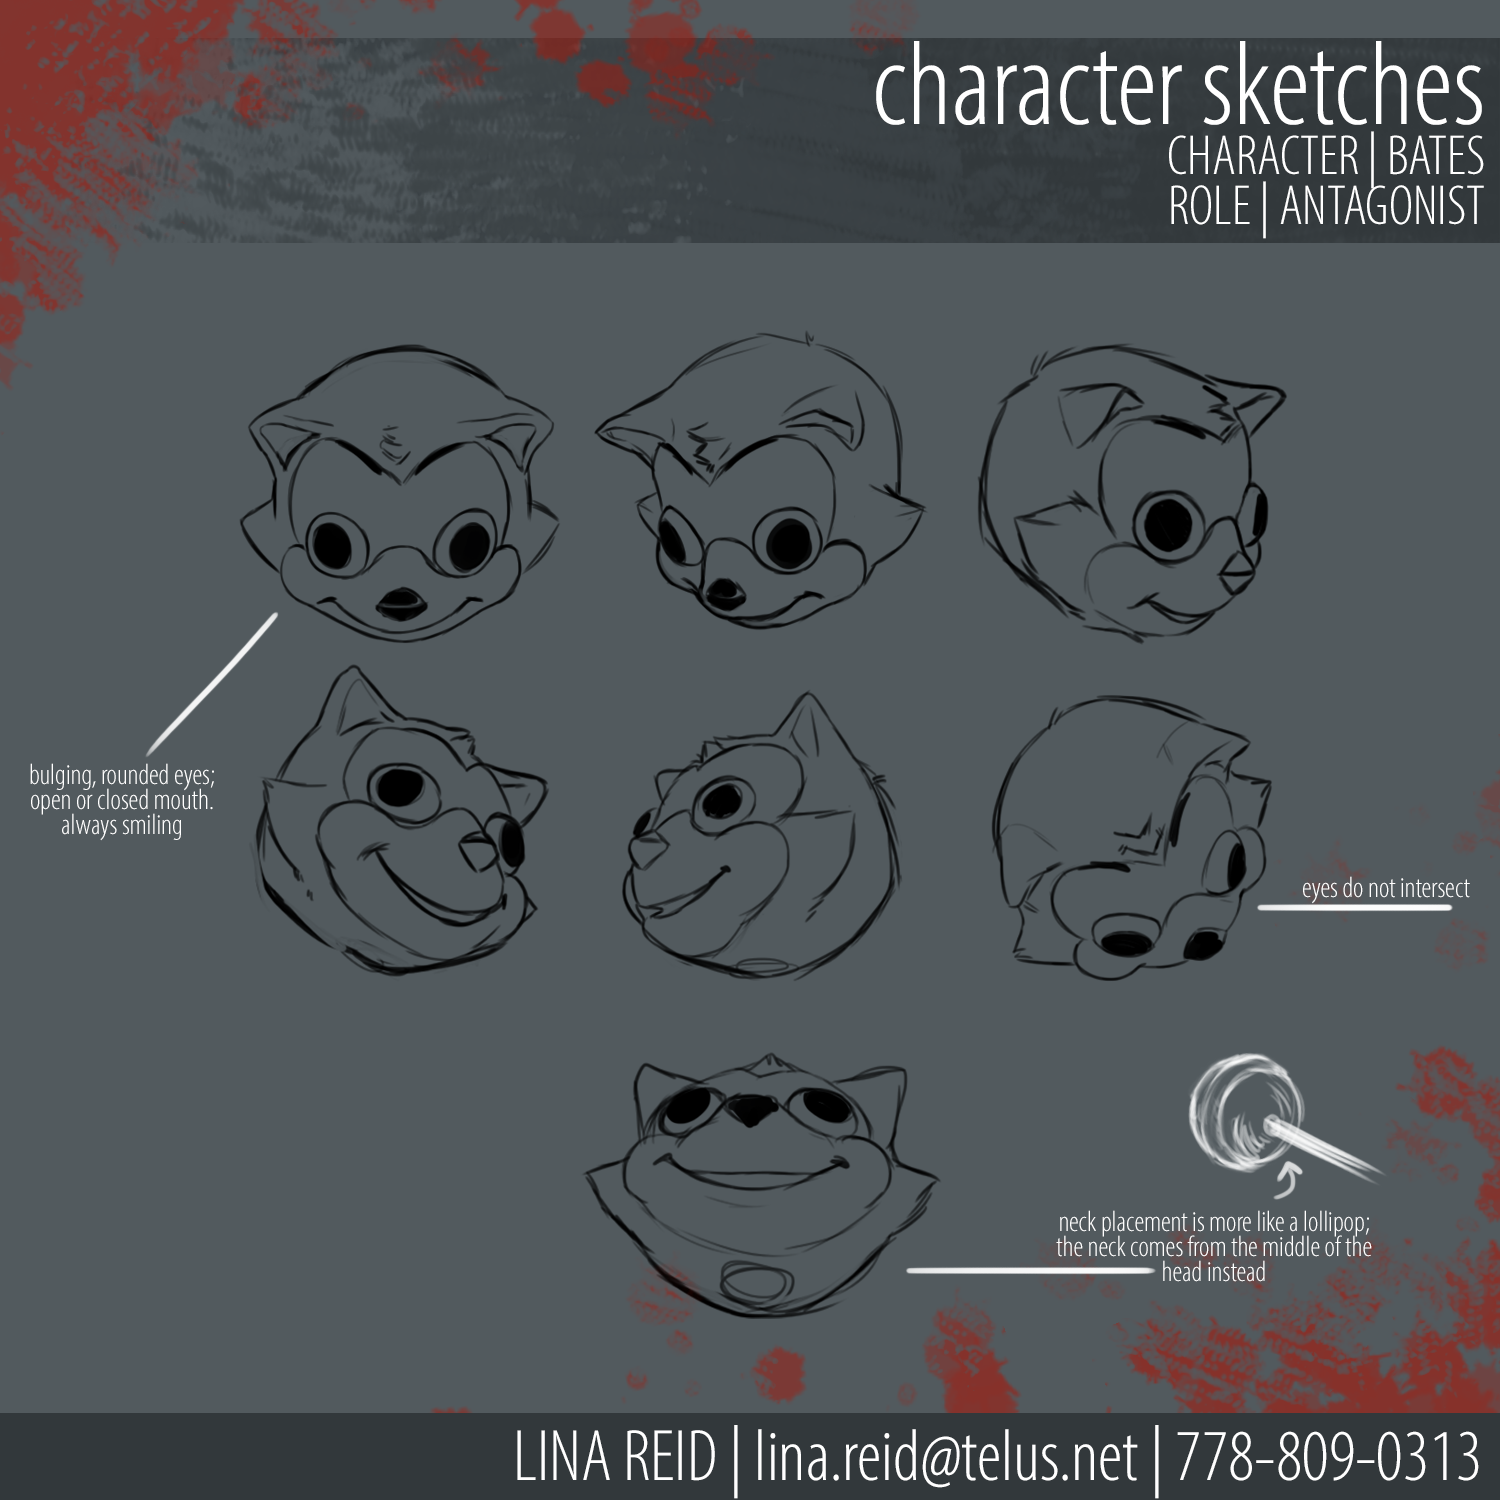 character sketches
CHARACTER | BATES
ROLE | ANTAGONIST
bulging, rounded eyes;
open or closed mouth.
always smiling
eyes do not intersect
neck placement is more like a lollipop;
the neck comes from the middle of the
head instead
LINA REID | lina.reid@telus.net | 778-809-0313